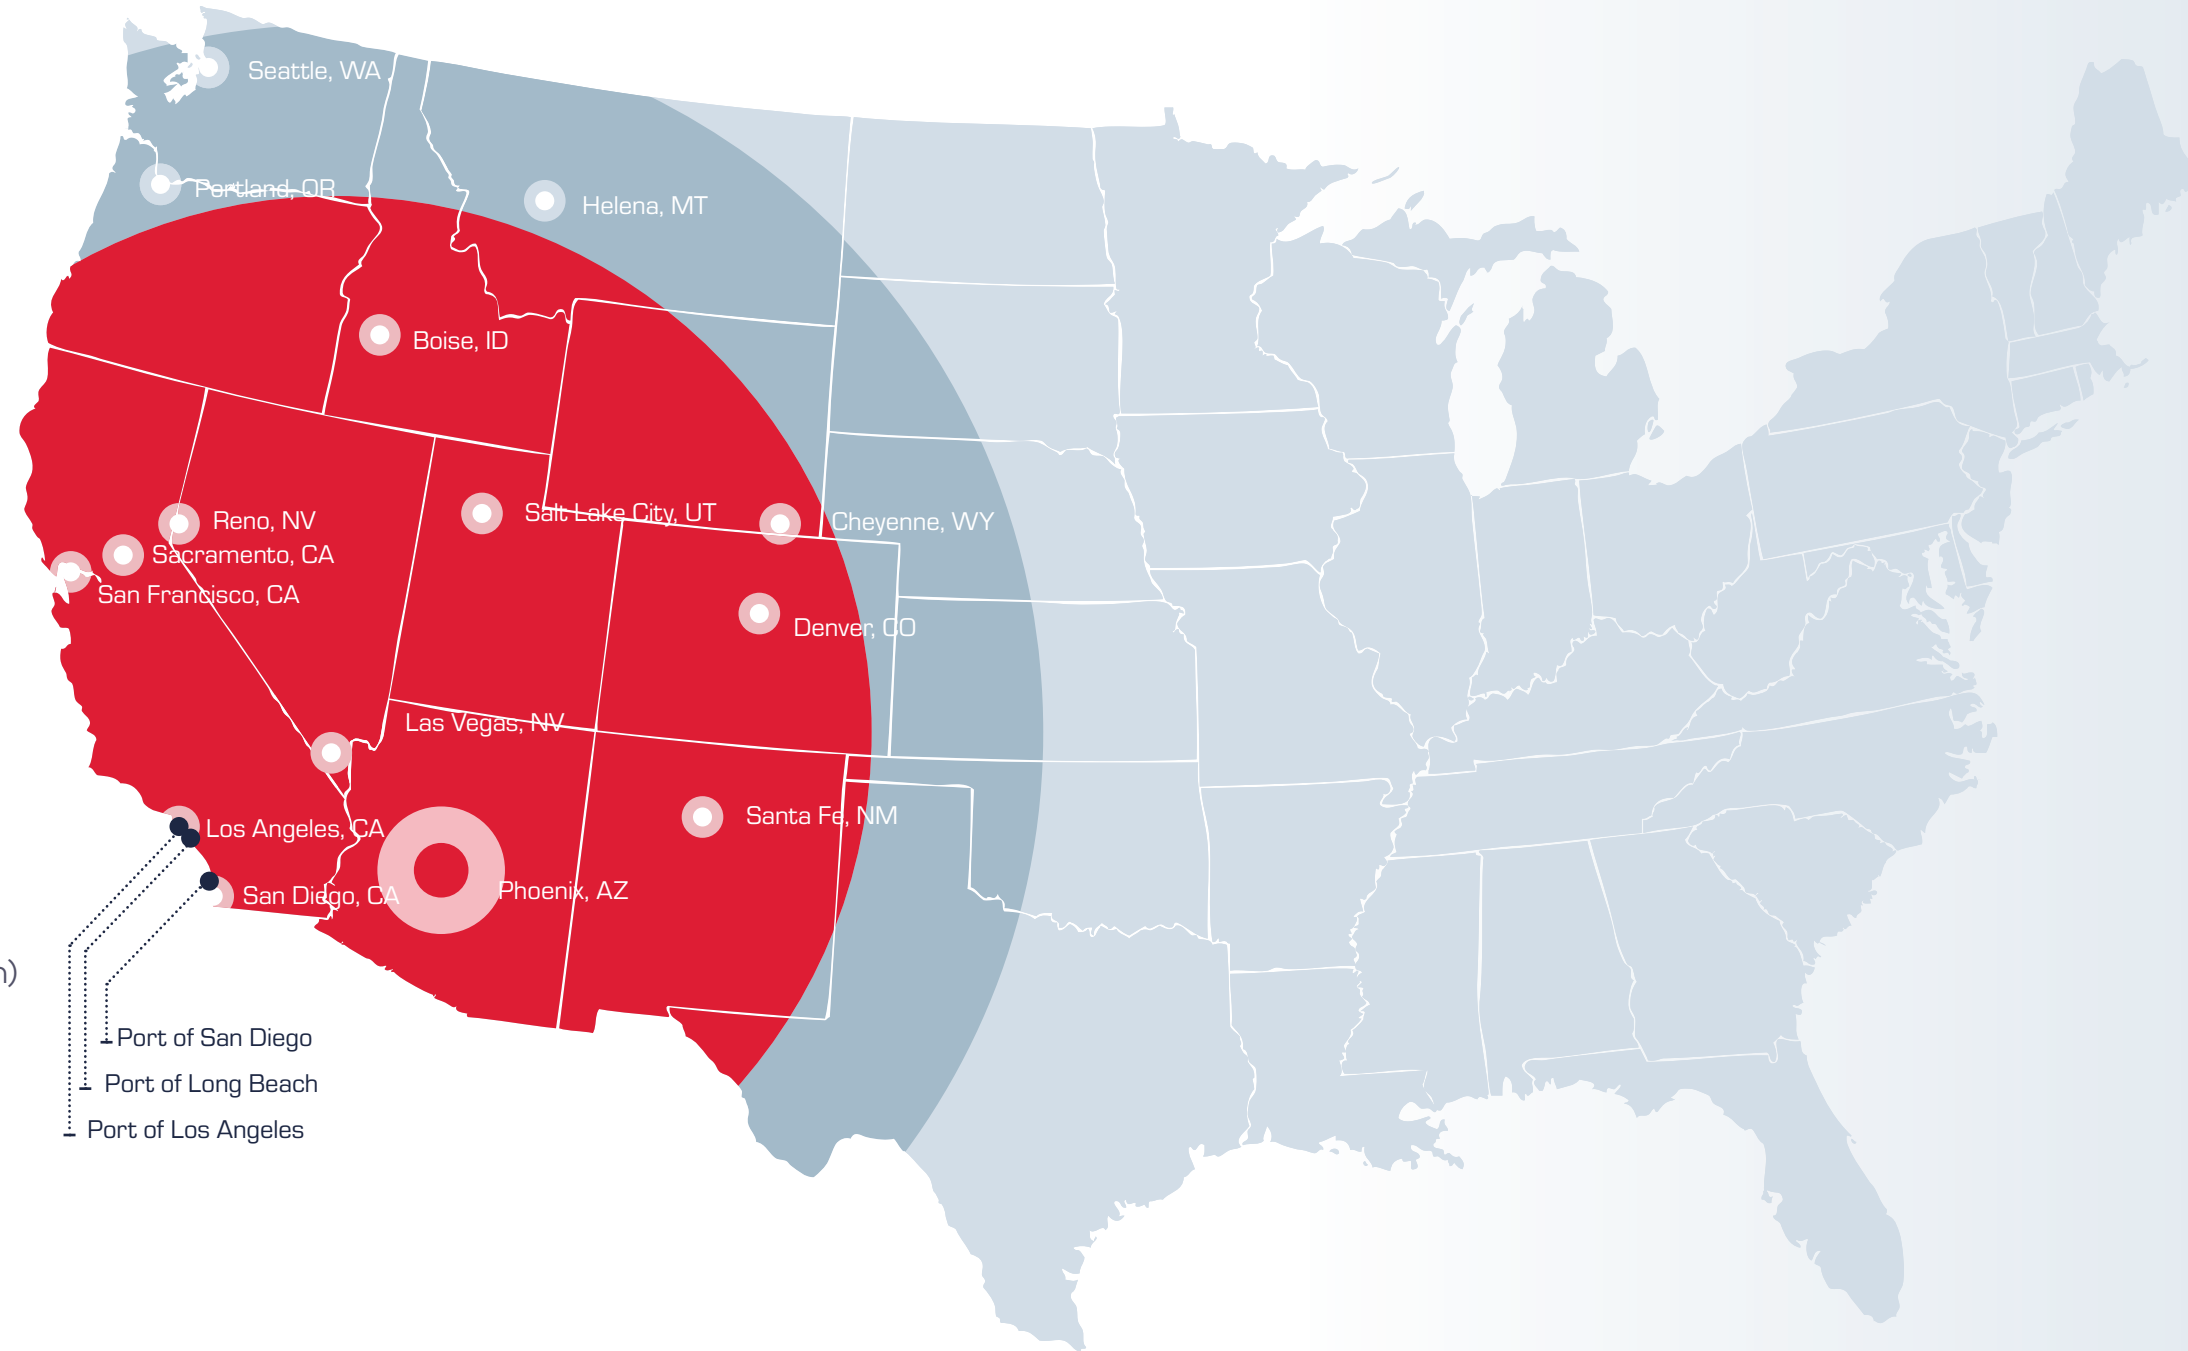 Seattle, WA
Portland, OR
Helena, MT
Boise, ID
Reno, NV
Salt Lake City, UT
Cheyenne, WY
Sacramento, CA
San Francisco, CA
Denver, CO
Las Vegas, NV
Santa Fe, NM
Los Angeles, CA
Phoenix, AZ
San Diego, CA
Port of San Diego
Port of Long Beach
Port of Los Angeles